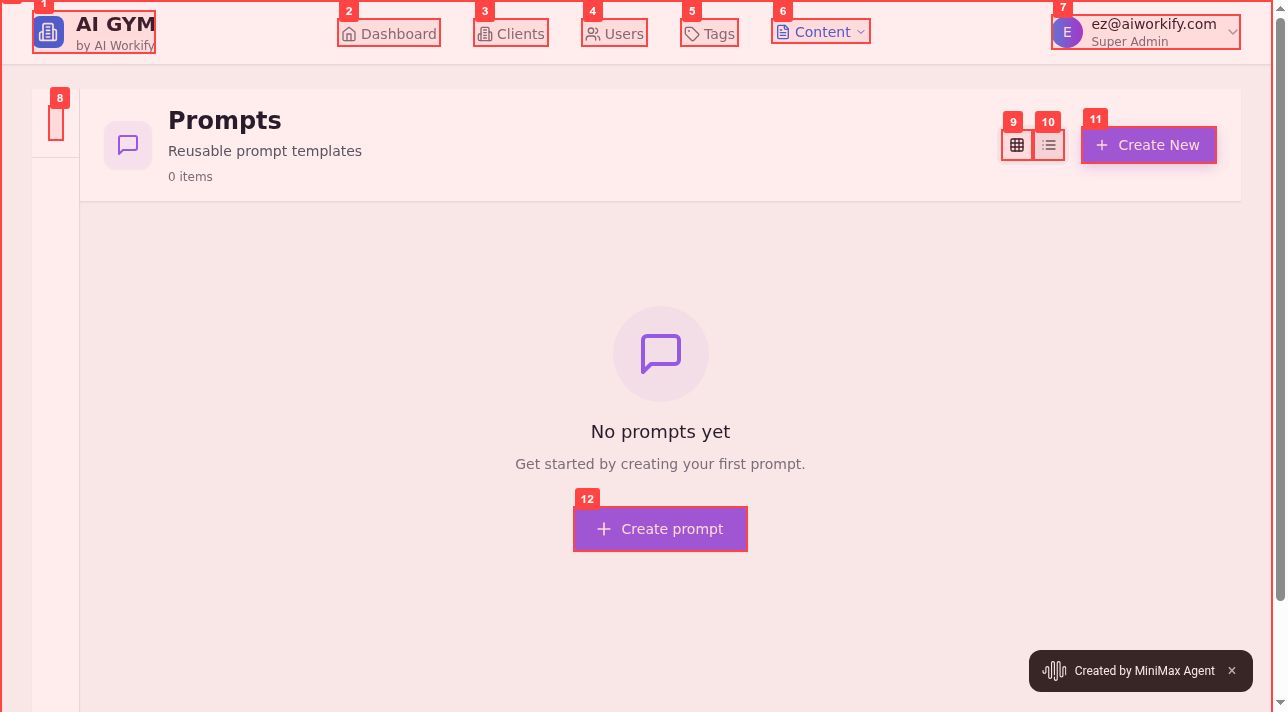 1
AI GYM
by AI Workify
2
Dashboard
3
Clients
4
Users
5
Tags
6
Content
7
E
ez@aiworkify.com
Super Admin
8
Prompts
Reusable prompt templates
0 items
9
10
11
Create New
No prompts yet
Get started by creating your first prompt.
12
Create prompt
Created by MiniMax Agent